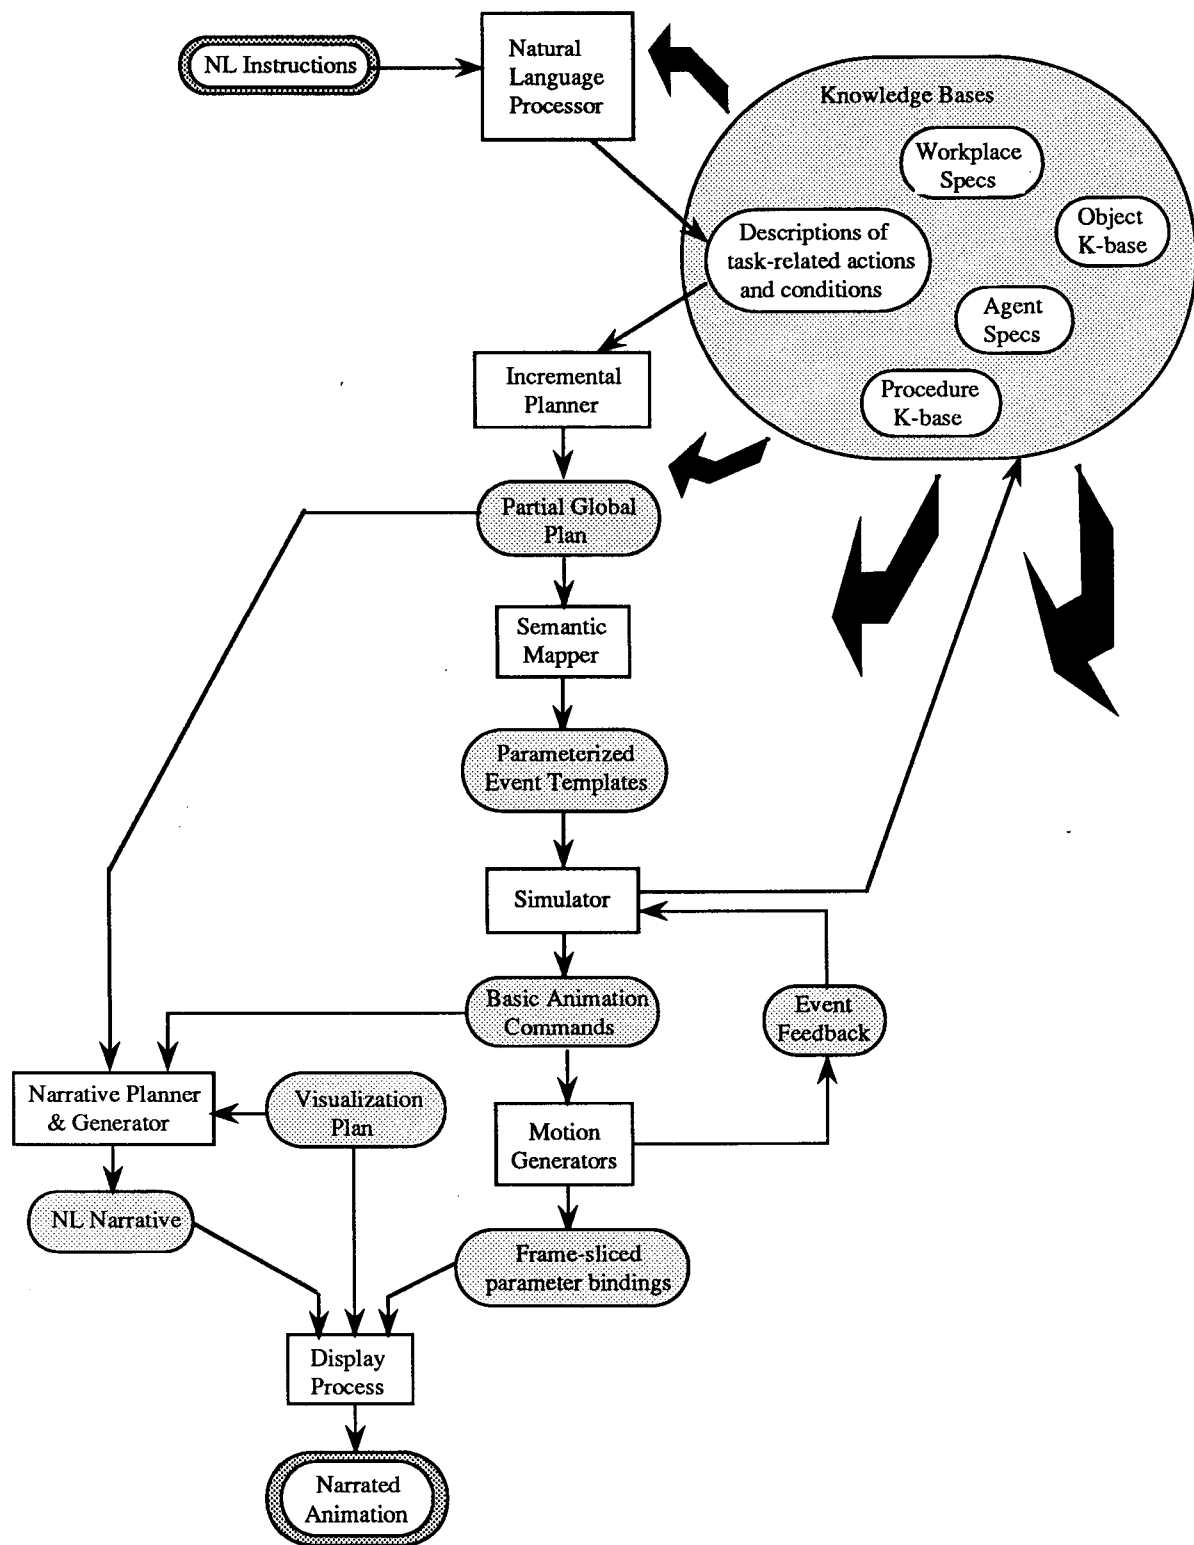 NL Instructions
Natural
Language
Processor
Knowledge Bases
Workplace
Specs
Object
K-base
Descriptions of
task-related actions
and conditions
Agent
Specs
Procedure
K-base
Incremental
Planner
Partial Global
Plan
Semantic
Mapper
Parameterized
Event Templates
Simulator
Basic Animation
Commands
Event
Feedback
Narrative Planner
& Generator
Visualization
Plan
Motion
Generators
NL Narrative
Frame-sliced
parameter bindings
Display
Process
Narrated
Animation